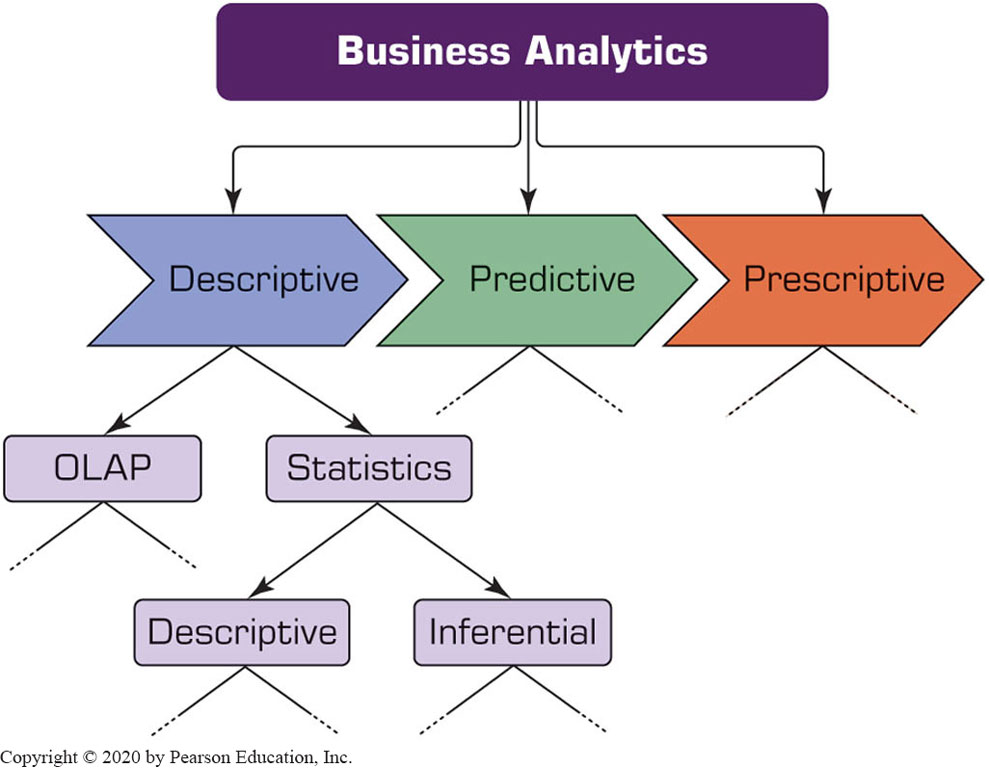 Business Analytics
Descriptive
Predictive
Prescriptive
OLAP
Statistics
Descriptive
Inferential
Copyright © 2020 by Pearson Education, Inc.